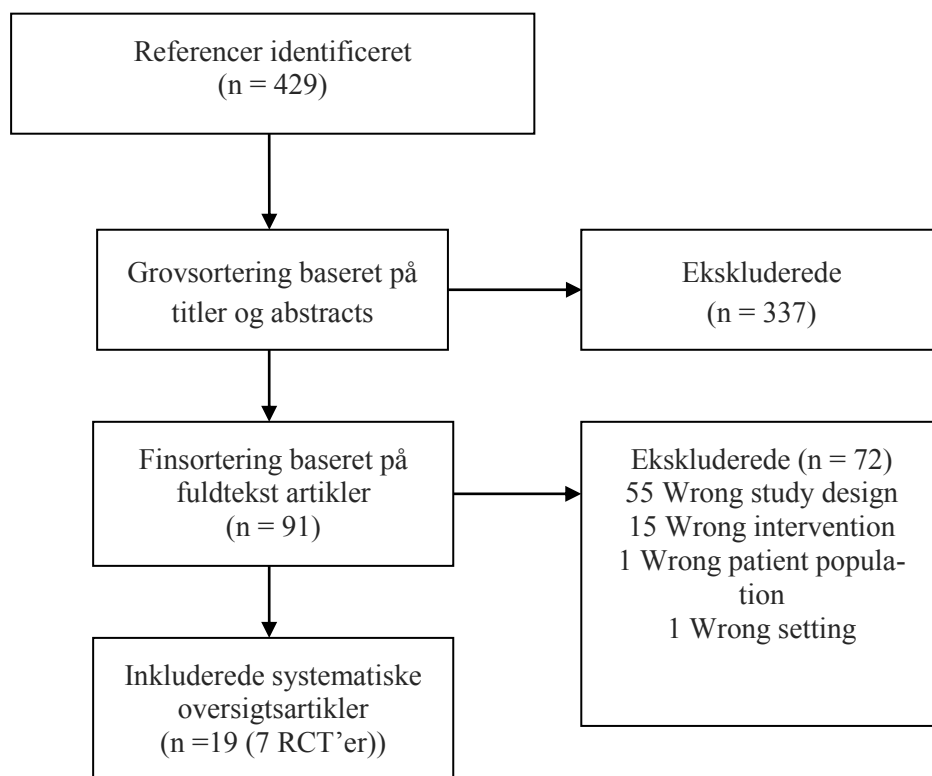 Referencer identificeret
(n = 429)
Grovsortering baseret på
titler og abstracts
Ekskluderede
(n = 337)
Finsortering baseret på
fuldtekst artikler
(n = 91)
Ekskluderede (n = 72)
55 Wrong study design
15 Wrong intervention
1 Wrong patient popula-
tion
1 Wrong setting
Inkluderede systematiske
oversigtsartikler
(n =19 (7 RCT’er))